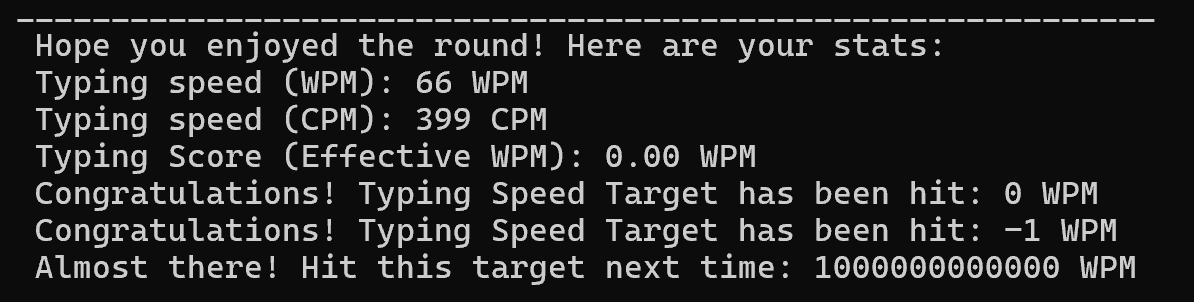 Hope you enjoyed the round! Here are your stats:
Typing speed (WPM): 66 WPM
Typing speed (CPM): 399 CPM
Typing Score (Effective WPM): 0.00 WPM
Congratulations! Typing Speed Target has been hit: 0 WPM
Congratulations! Typing Speed Target has been hit: -1 WPM
Almost there! Hit this target next time: 1000000000000 WPM